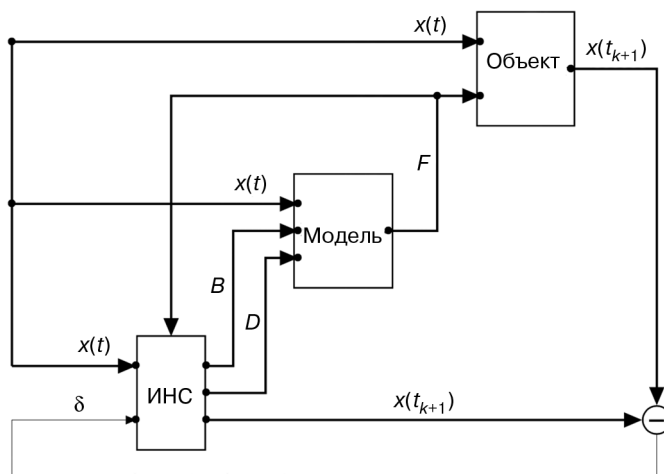 x(t)
Объект
x(t_{k+1})
F
x(t)
Модель
B
D
x(t)
ИНС
δ
x(t_{k+1})
−